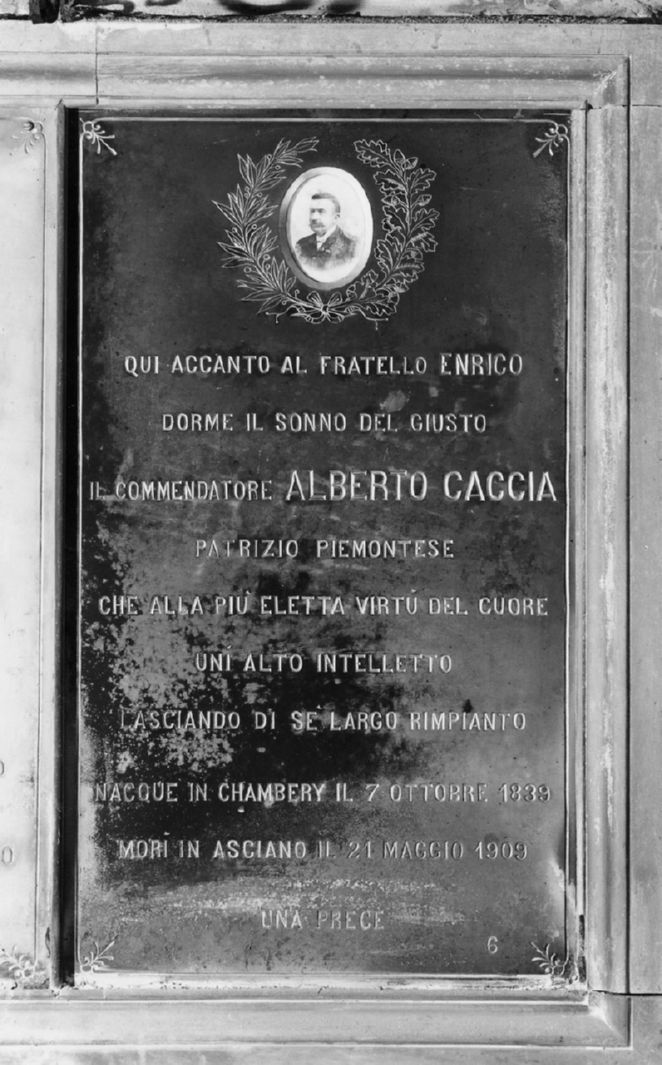 QUI ACCANTO AL FRATELLO ENRICO
DORME IL SONNO DEL GIUSTO
IL COMMENDATORE ALBERTO CACCIA
PATRIZIO PIEMONTESE
CHE ALLA PIÙ ELETTA VIRTÙ DEL CUORE
UNÌ ALTO INTELLETTO
LASCIANDO DI SÈ LARGO RIMPIANTO
NACQUE IN CHAMBERY IL 7 OTTOBRE 1839
MORÌ IN ASCIANO IL 21 MAGGIO 1909
UNA PRECE
6